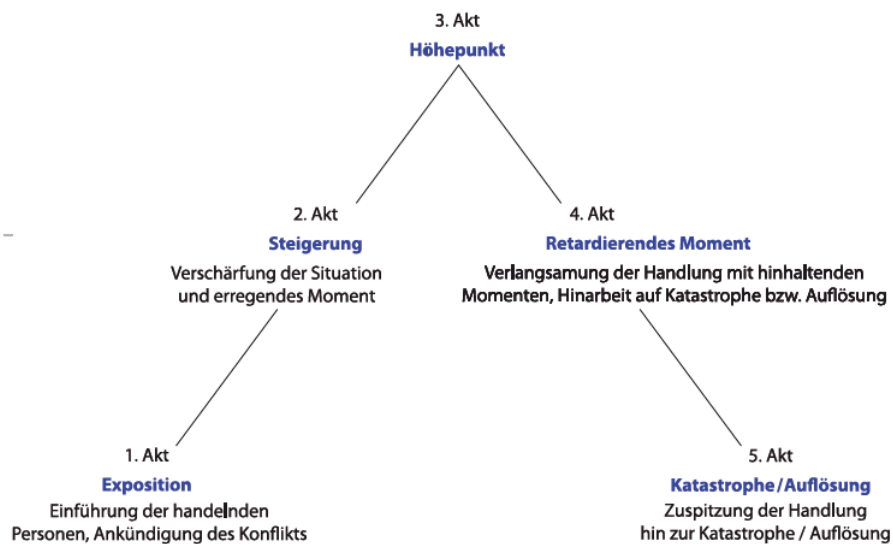 3. Akt
Höhepunkt
2. Akt
Steigerung
Verschärfung der Situation
und erregendes Moment
4. Akt
Retardierendes Moment
Verlangsamung der Handlung mit hinhaltenden
Momenten, Hinarbeit auf Katastrophe bzw. Auflösung
1. Akt
Exposition
Einführung der handelnden
Personen, Ankündigung des Konflikts
5. Akt
Katastrophe/Auflösung
Zuspitzung der Handlung
hin zur Katastrophe / Auflösung